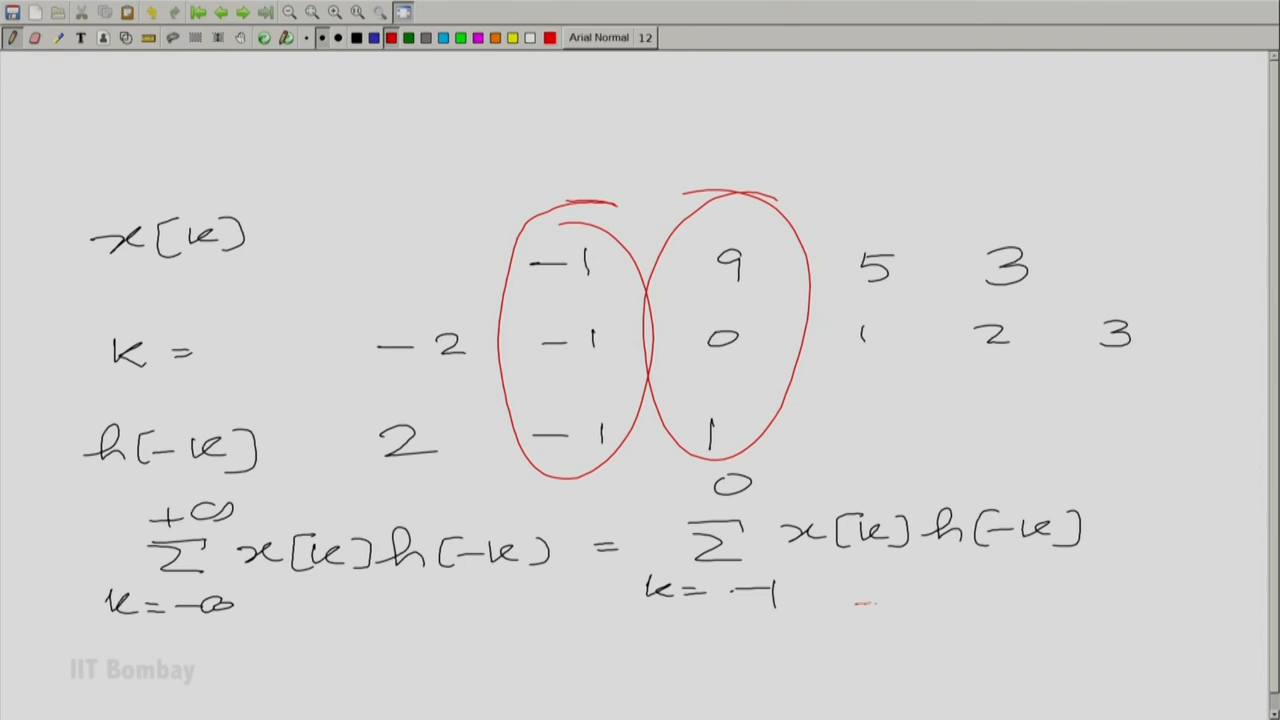 Arial Normal 12
x[k] -1 9 5 3
k = -2 -1 0 1 2 3
h[-k] 2 -1 1
+∞ 0
∑ x[k]h[-k] = ∑ x[k]h[-k]
k=-∞ k= -1
IIT Bombay